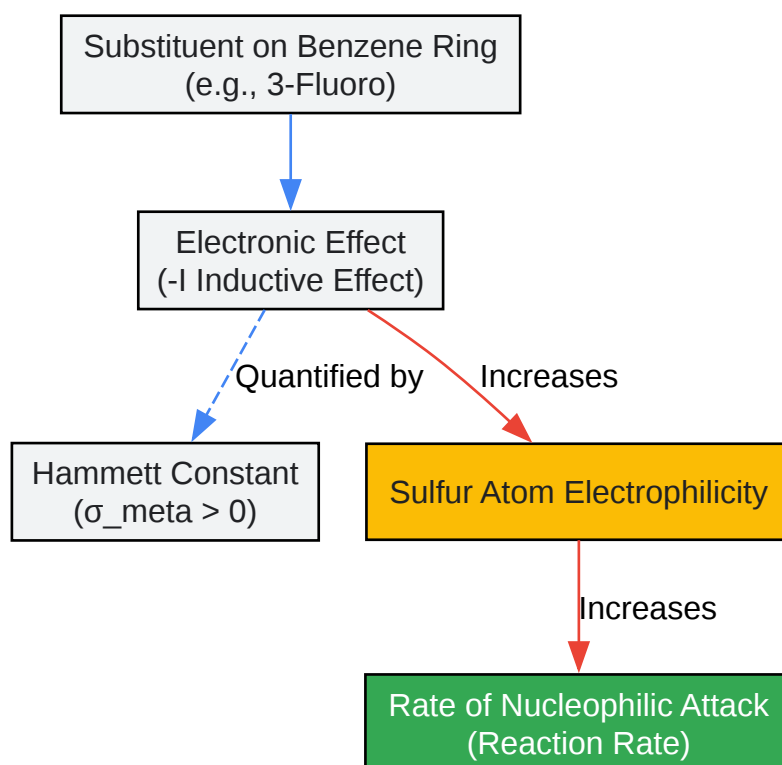 Substituent on Benzene Ring
(e.g., 3-Fluoro)
Electronic Effect
(-I Inductive Effect)
Quantified by
Increases
Hammett Constant
(σ_meta > 0)
Sulfur Atom Electrophilicity
Increases
Rate of Nucleophilic Attack
(Reaction Rate)